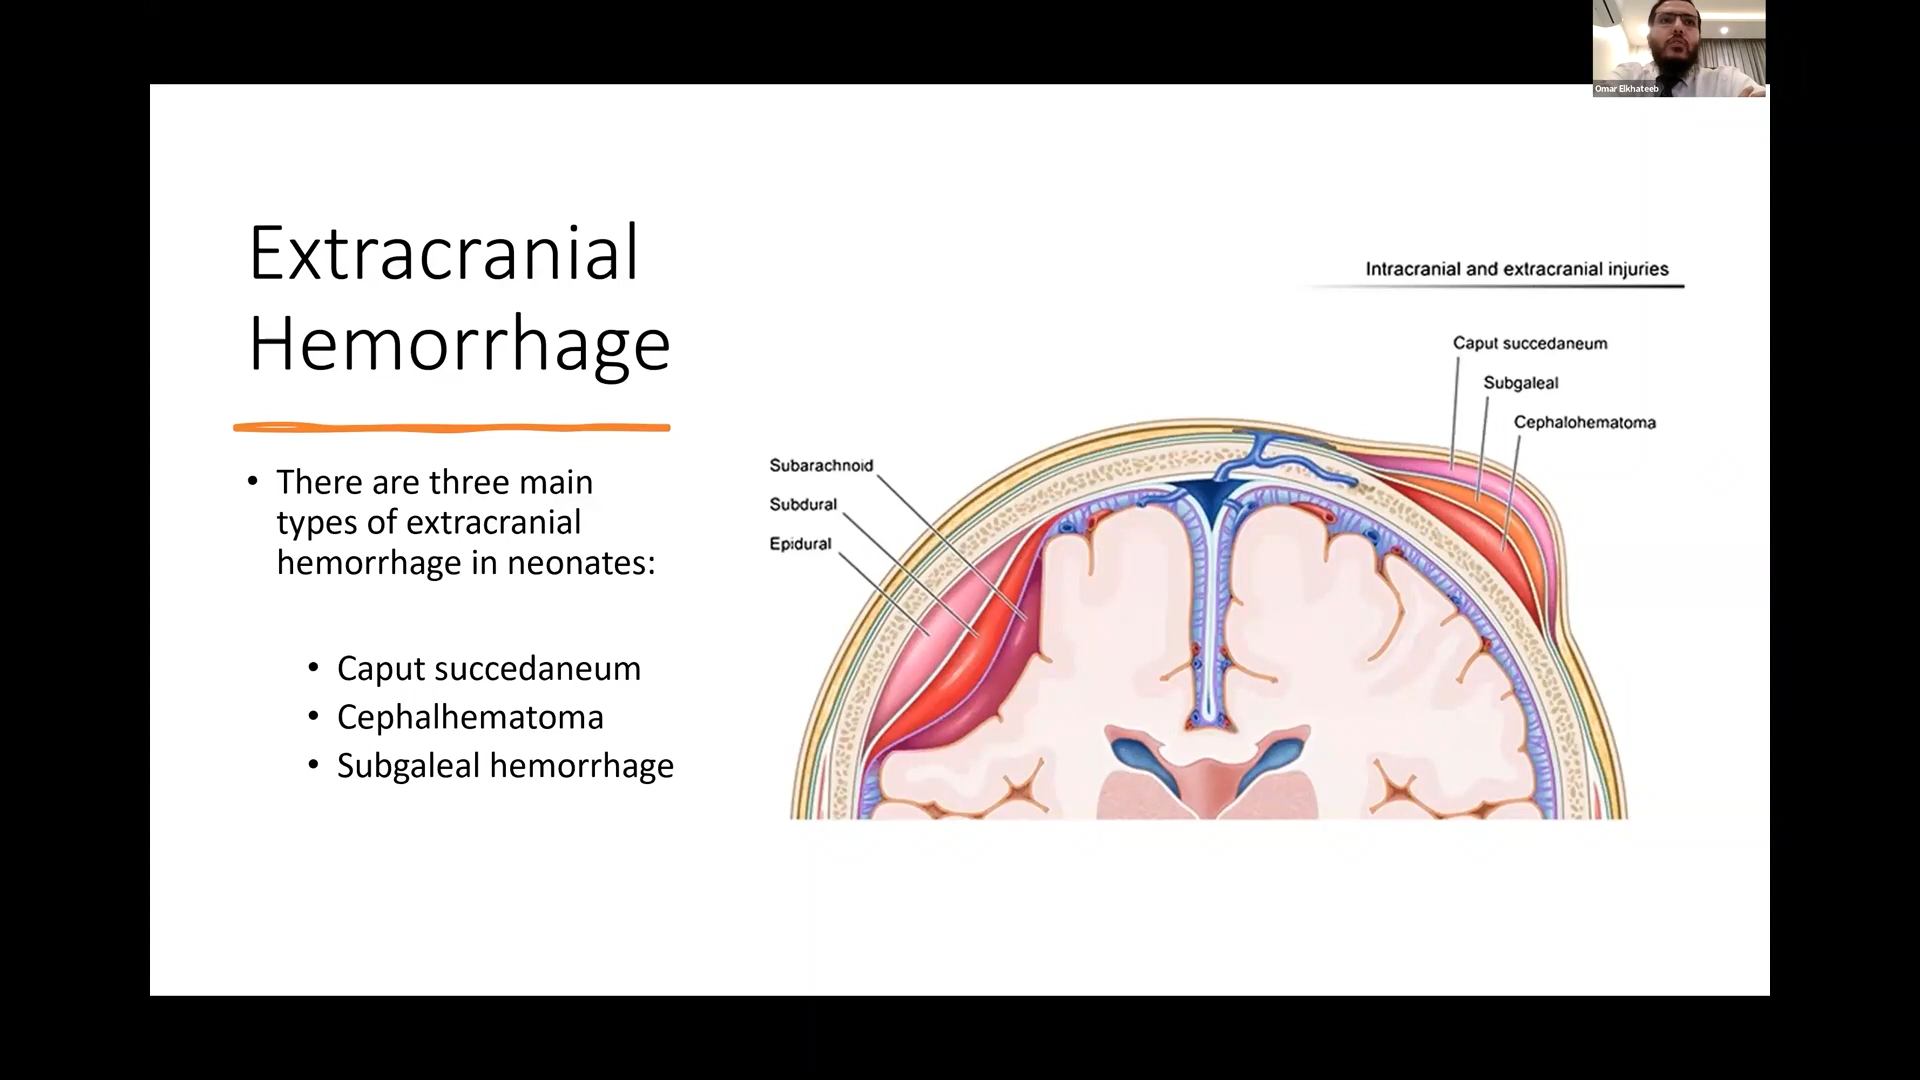 Omar Elkhateeb
Extracranial
Hemorrhage
• There are three main
types of extracranial
hemorrhage in neonates:
• Caput succedaneum
• Cephalhematoma
• Subgaleal hemorrhage
Intracranial and extracranial injuries
Caput succedaneum
Subgaleal
Cephalohematoma
Subarachnoid
Subdural
Epidural